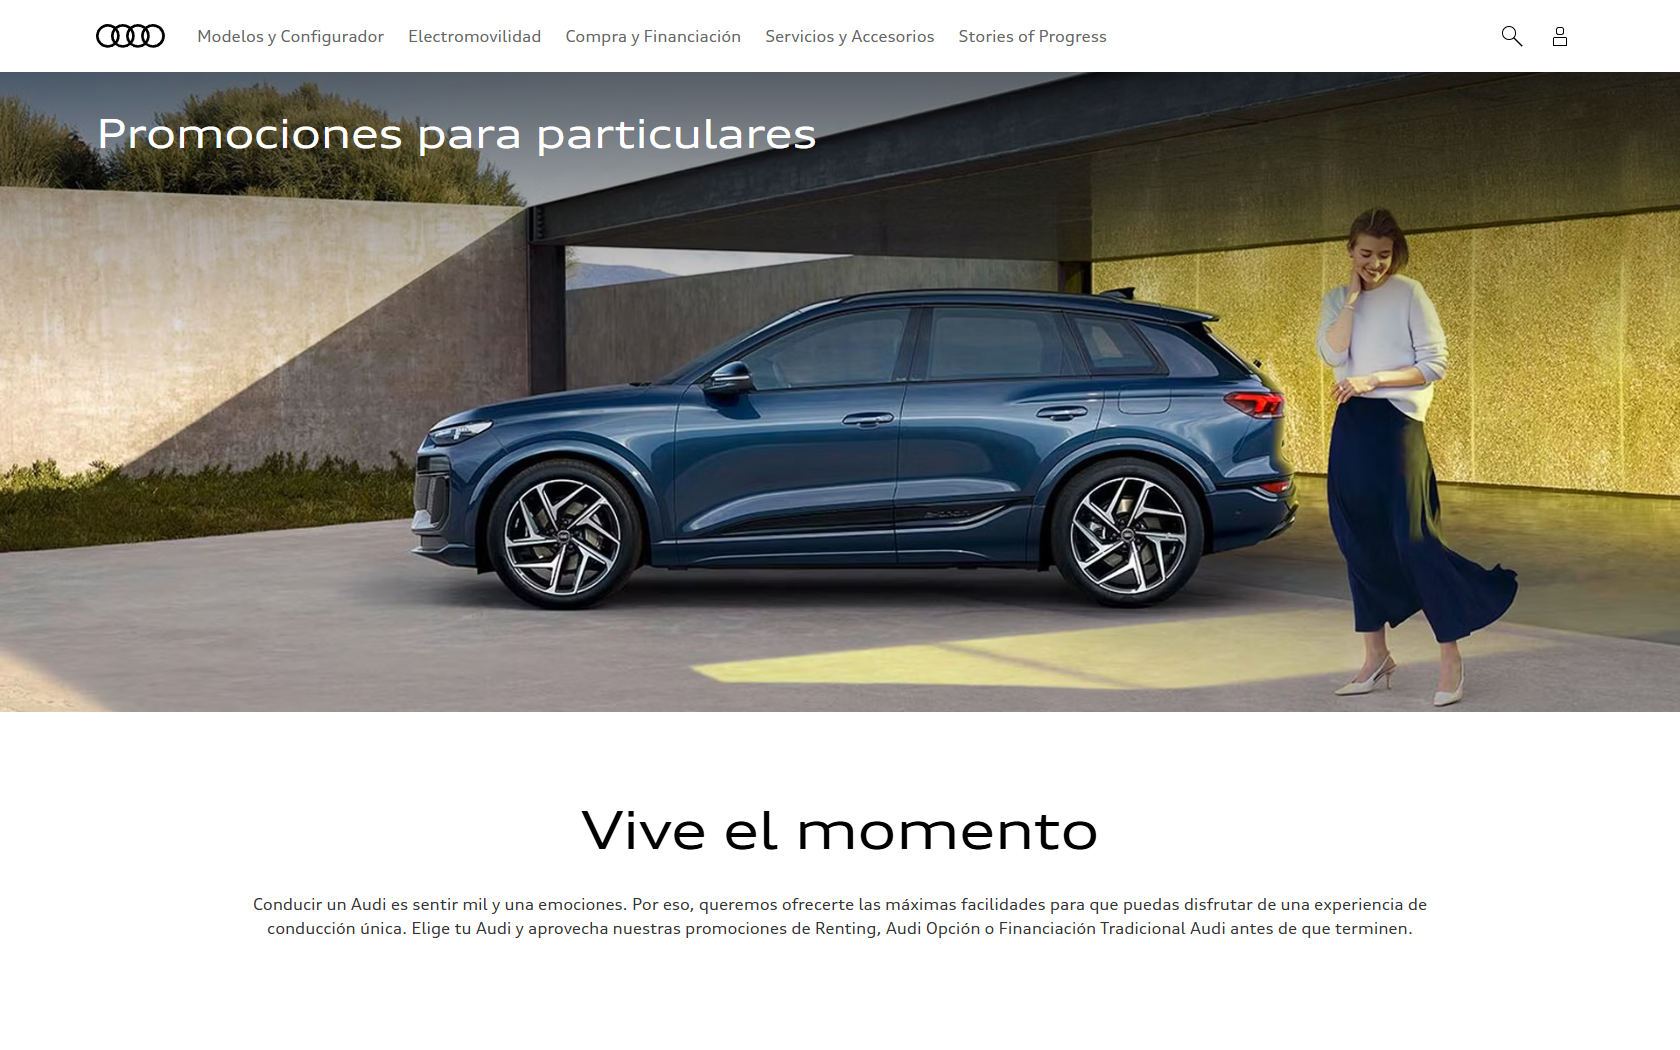 Modelos y Configurador
Electromovilidad
Compra y Financiación
Servicios y Accesorios
Stories of Progress
Promociones para particulares
Vive el momento
Conducir un Audi es sentir mil y una emociones. Por eso, queremos ofrecerte las máximas facilidades para que puedas disfrutar de una experiencia de
conducción única. Elige tu Audi y aprovecha nuestras promociones de Renting, Audi Opción o Financiación Tradicional Audi antes de que terminen.